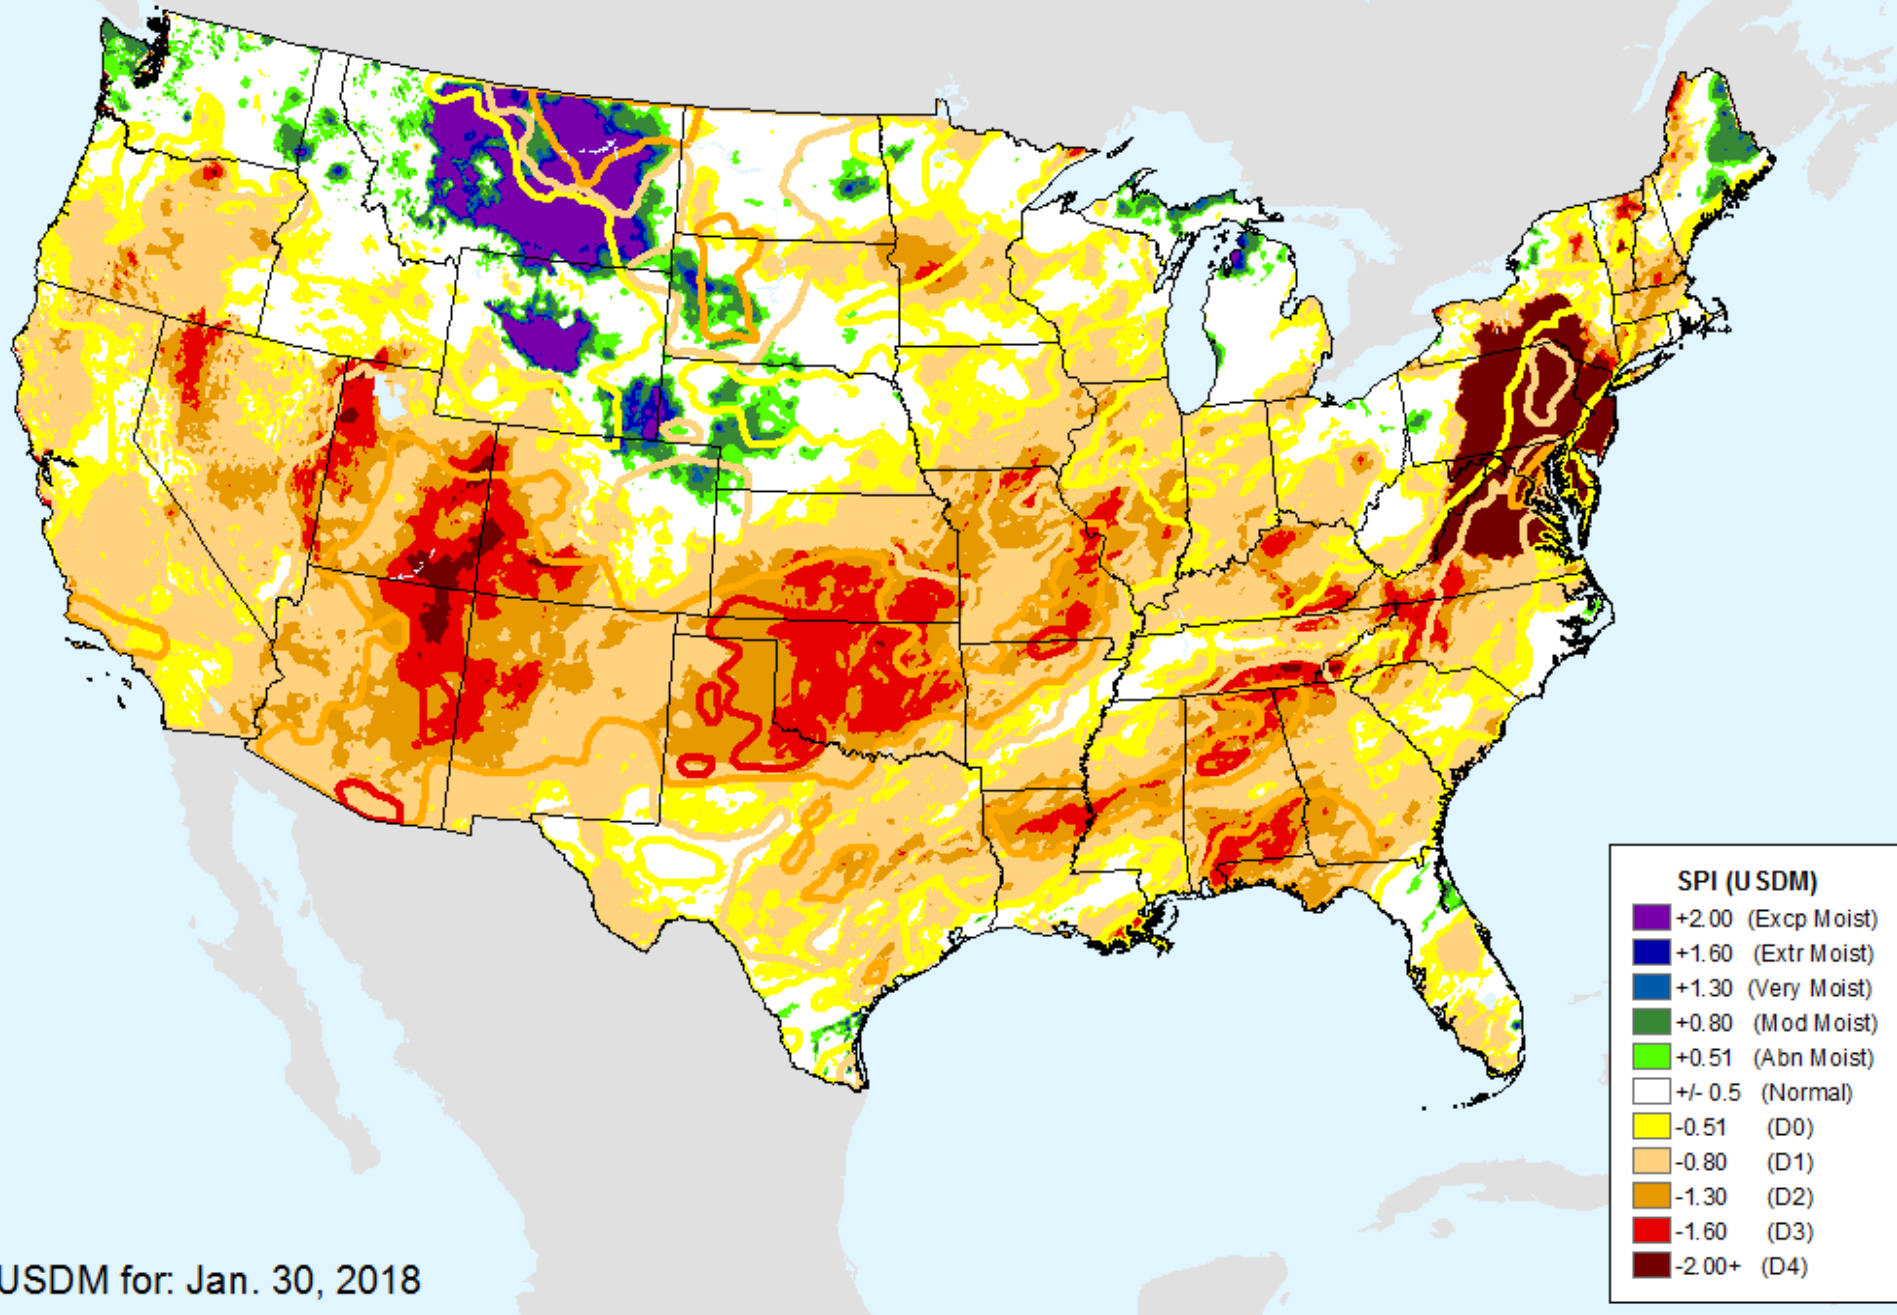 SPI (USDM)
+2.00 (Excp Moist)
+1.60 (Extr Moist)
+1.30 (Very Moist)
+0.80 (Mod Moist)
+0.51 (Abn Moist)
+/- 0.5 (Normal)
-0.51 (D0)
-0.80 (D1)
-1.30 (D2)
-1.60 (D3)
-2.00+ (D4)
USDM for: Jan. 30, 2018